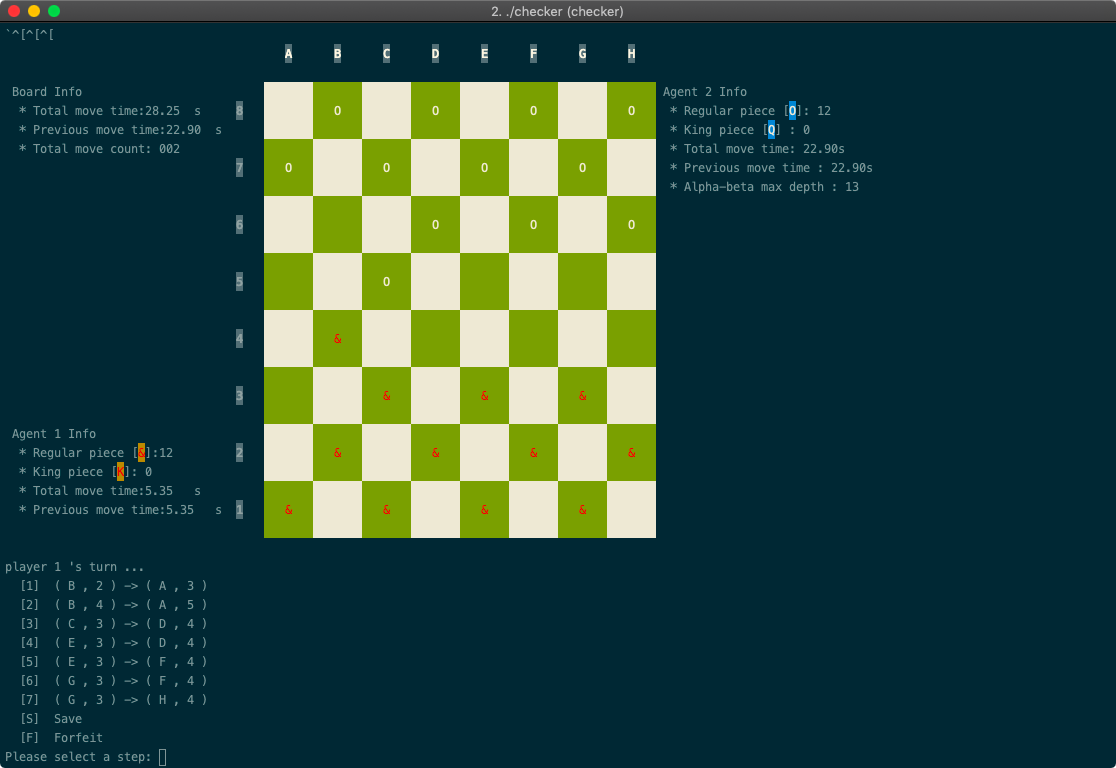 2. ./checker (checker)
`^[^[^[
A B C D E F G H
Board Info
* Total move time:28.25 s
* Previous move time:22.90 s
* Total move count: 002
8 O O O O
7 O O O O
6 O O O
5 O
4 &
3 & & &
2 & & & &
1 & & & &
Agent 2 Info
* Regular piece [O]: 12
* King piece [Q] : 0
* Total move time: 22.90s
* Previous move time : 22.90s
* Alpha-beta max depth : 13
Agent 1 Info
* Regular piece [&]:12
* King piece [K]: 0
* Total move time:5.35 s
* Previous move time:5.35 s
player 1 's turn ...
[1] ( B , 2 ) -> ( A , 3 )
[2] ( B , 4 ) -> ( A , 5 )
[3] ( C , 3 ) -> ( D , 4 )
[4] ( E , 3 ) -> ( D , 4 )
[5] ( E , 3 ) -> ( F , 4 )
[6] ( G , 3 ) -> ( F , 4 )
[7] ( G , 3 ) -> ( H , 4 )
[S] Save
[F] Forfeit
Please select a step: